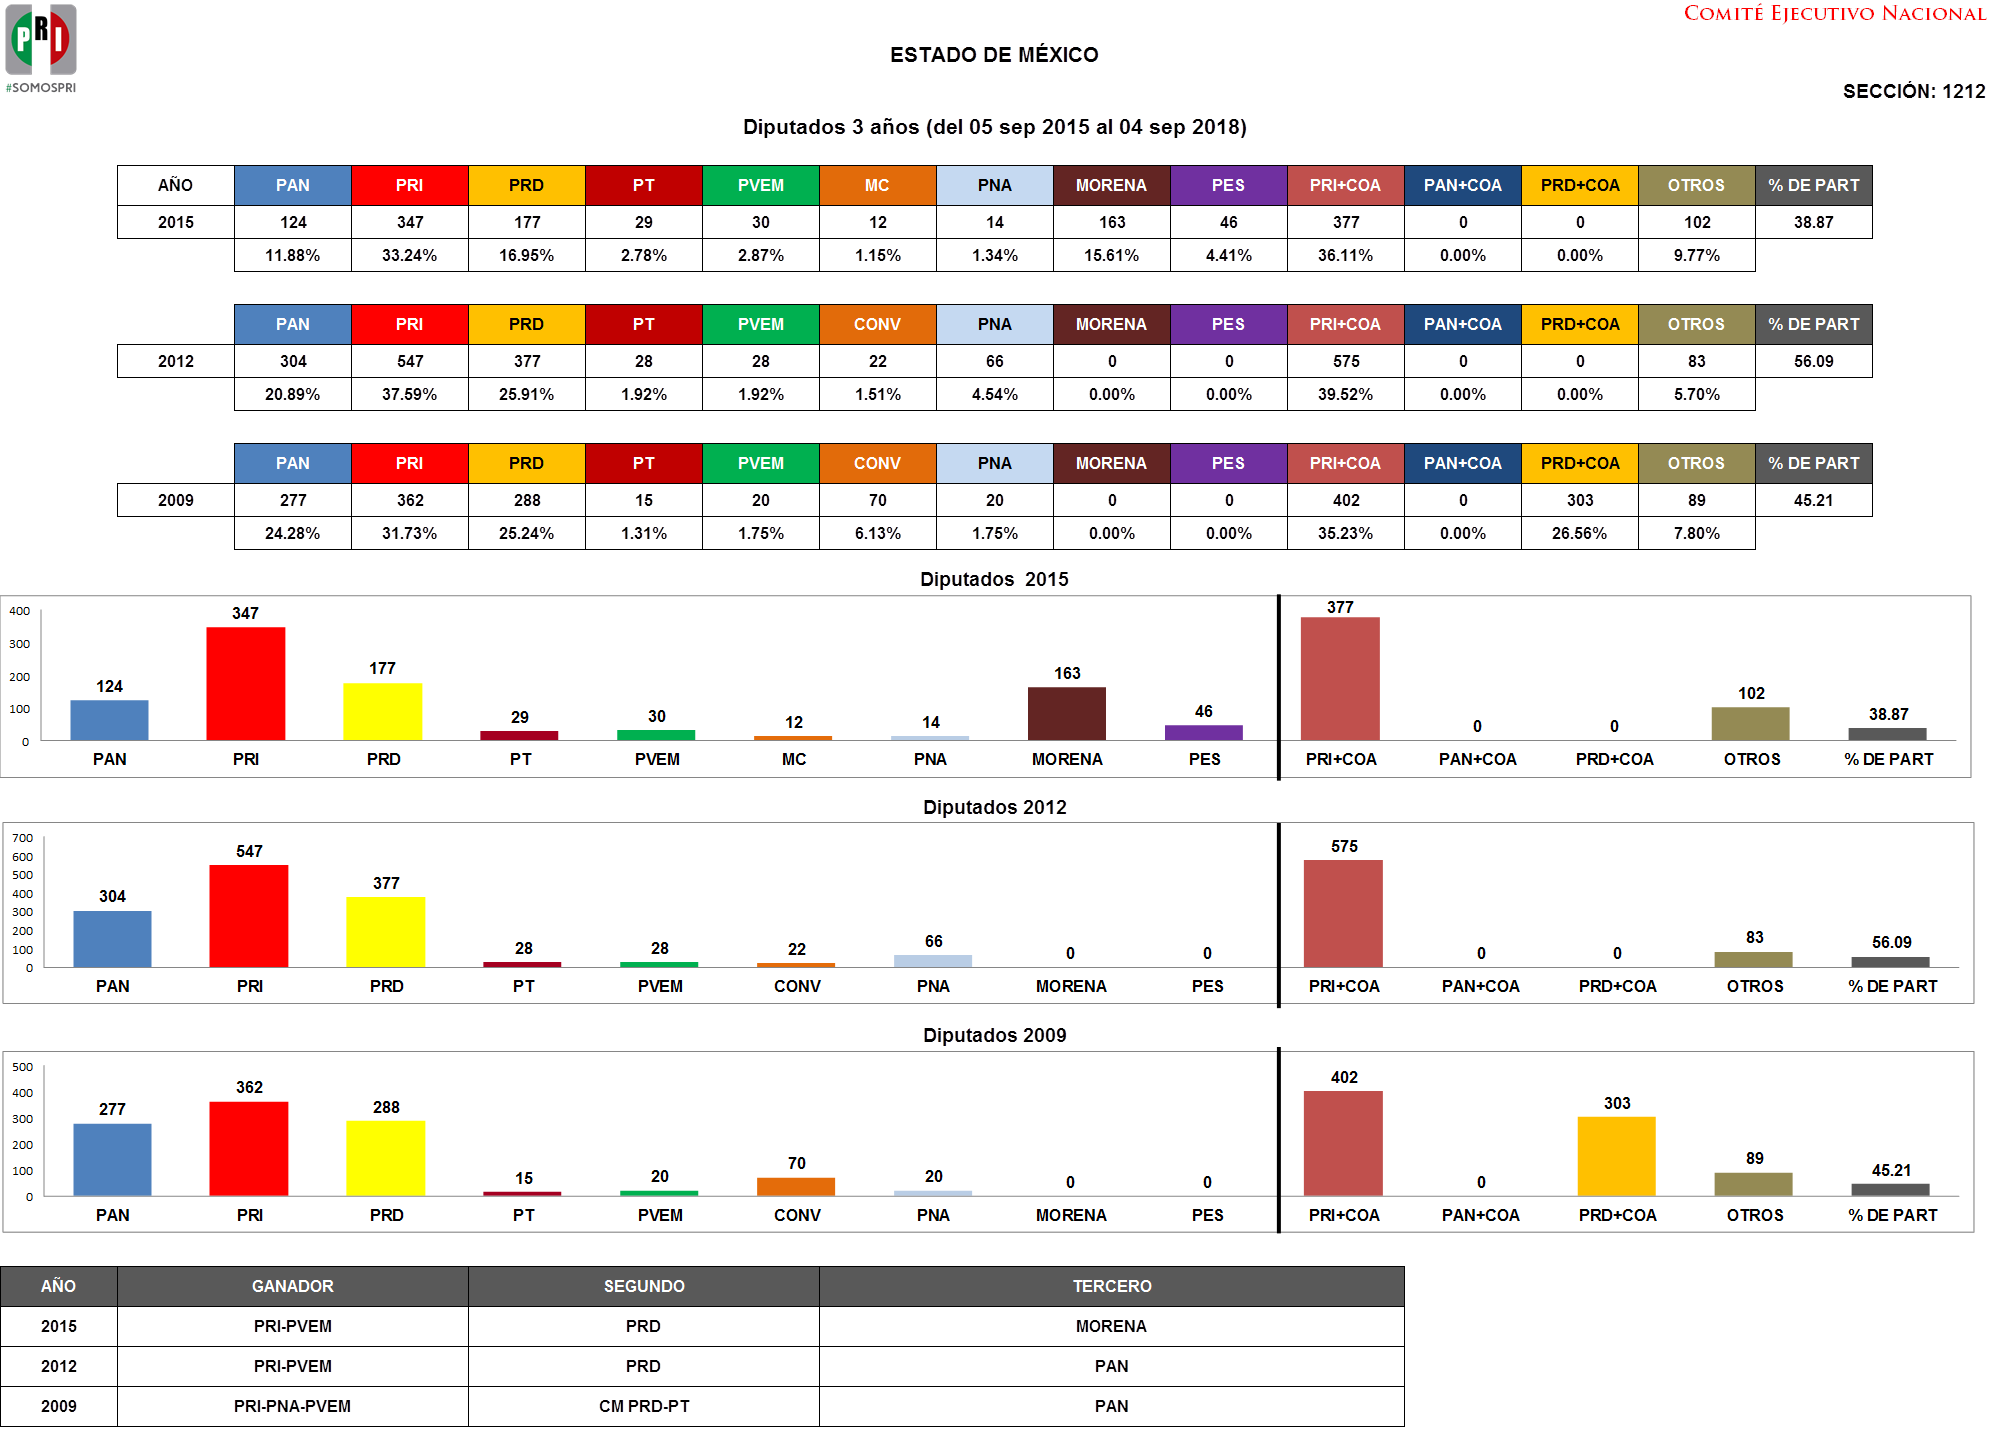 PRI
#SOMOSPRI
COMITÉ EJECUTIVO NACIONAL
ESTADO DE MÉXICO
SECCIÓN: 1212
Diputados 3 años (del 05 sep 2015 al 04 sep 2018)
AÑO PAN PRI PRD PT PVEM MC PNA MORENA PES PRI+COA PAN+COA PRD+COA OTROS % DE PART
2015 124 347 177 29 30 12 14 163 46 377 0 0 102 38.87
11.88% 33.24% 16.95% 2.78% 2.87% 1.15% 1.34% 15.61% 4.41% 36.11% 0.00% 0.00% 9.77%
PAN PRI PRD PT PVEM CONV PNA MORENA PES PRI+COA PAN+COA PRD+COA OTROS % DE PART
2012 304 547 377 28 28 22 66 0 0 575 0 0 83 56.09
20.89% 37.59% 25.91% 1.92% 1.92% 1.51% 4.54% 0.00% 0.00% 39.52% 0.00% 0.00% 5.70%
PAN PRI PRD PT PVEM CONV PNA MORENA PES PRI+COA PAN+COA PRD+COA OTROS % DE PART
2009 277 362 288 15 20 70 20 0 0 402 0 303 89 45.21
24.28% 31.73% 25.24% 1.31% 1.75% 6.13% 1.75% 0.00% 0.00% 35.23% 0.00% 26.56% 7.80%
Diputados 2015
400
300
200
100
0
124 347 177 29 30 12 14 163 46 377 0 0 102 38.87
PAN PRI PRD PT PVEM MC PNA MORENA PES PRI+COA PAN+COA PRD+COA OTROS % DE PART
Diputados 2012
700
600
500
400
300
200
100
0
304 547 377 28 28 22 66 0 0 575 0 0 83 56.09
PAN PRI PRD PT PVEM CONV PNA MORENA PES PRI+COA PAN+COA PRD+COA OTROS % DE PART
Diputados 2009
500
400
300
200
100
0
277 362 288 15 20 70 20 0 0 402 0 303 89 45.21
PAN PRI PRD PT PVEM CONV PNA MORENA PES PRI+COA PAN+COA PRD+COA OTROS % DE PART
AÑO GANADOR SEGUNDO TERCERO
2015 PRI-PVEM PRD MORENA
2012 PRI-PVEM PRD PAN
2009 PRI-PNA-PVEM CM PRD-PT PAN